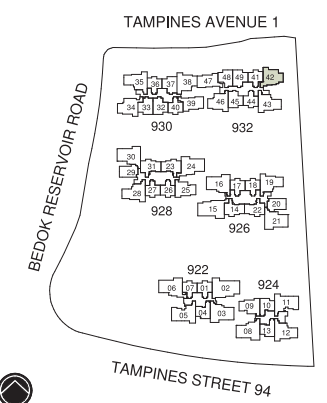 TAMPINES AVENUE 1
BEDOK RESERVOIR ROAD
35 36 37 38 47 48 49 41 42
34 33 32 40 39 46 45 44 43
930 932
30 31 23 24
29
28 27 26 25
928
16 17 18 19
15 14 22 20
21
926
922
06 07 01 02
05 04 03
924
09 10 11
08 13 12
TAMPINES STREET 94